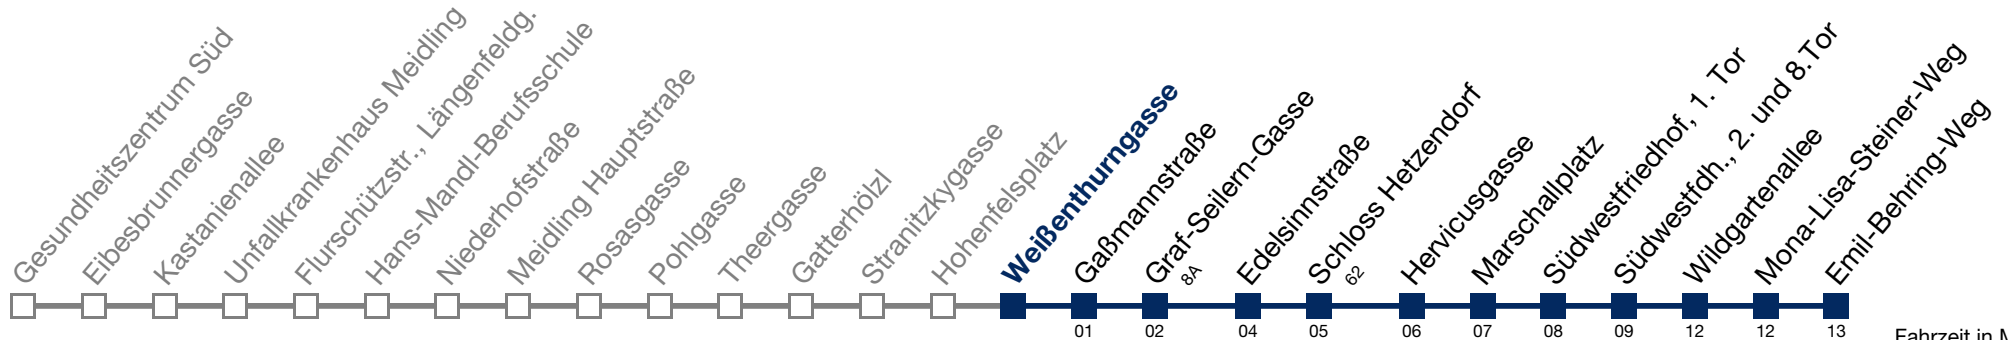 Gesundheitszentrum Süd
Eibesbrunnergasse
Kastanienallee
Unfallkrankenhaus Meidling
Flurschützstr., Längenfeldg.
Hans-Mandl-Berufsschule
Niederhofstraße
Meidling Hauptstraße
Rosasgasse
Pohlgasse
Theergasse
Gatterhölzl
Stranitzkygasse
Hohenfelsplatz
Weißenthurngasse
Gaßmannstraße
Graf-Seilern-Gasse
8A
Edelsinnstraße
Schloss Hetzendorf
62
Hervicusgasse
Marschallplatz
Südwestfriedhof, 1. Tor
Südwestfdh., 2. und 8.Tor
Wildgartenallee
Mona-Lisa-Steiner-Weg
Emil-Behring-Weg
01 02 04 05 06 07 08 09 12 12 13
Fahrzeit in M